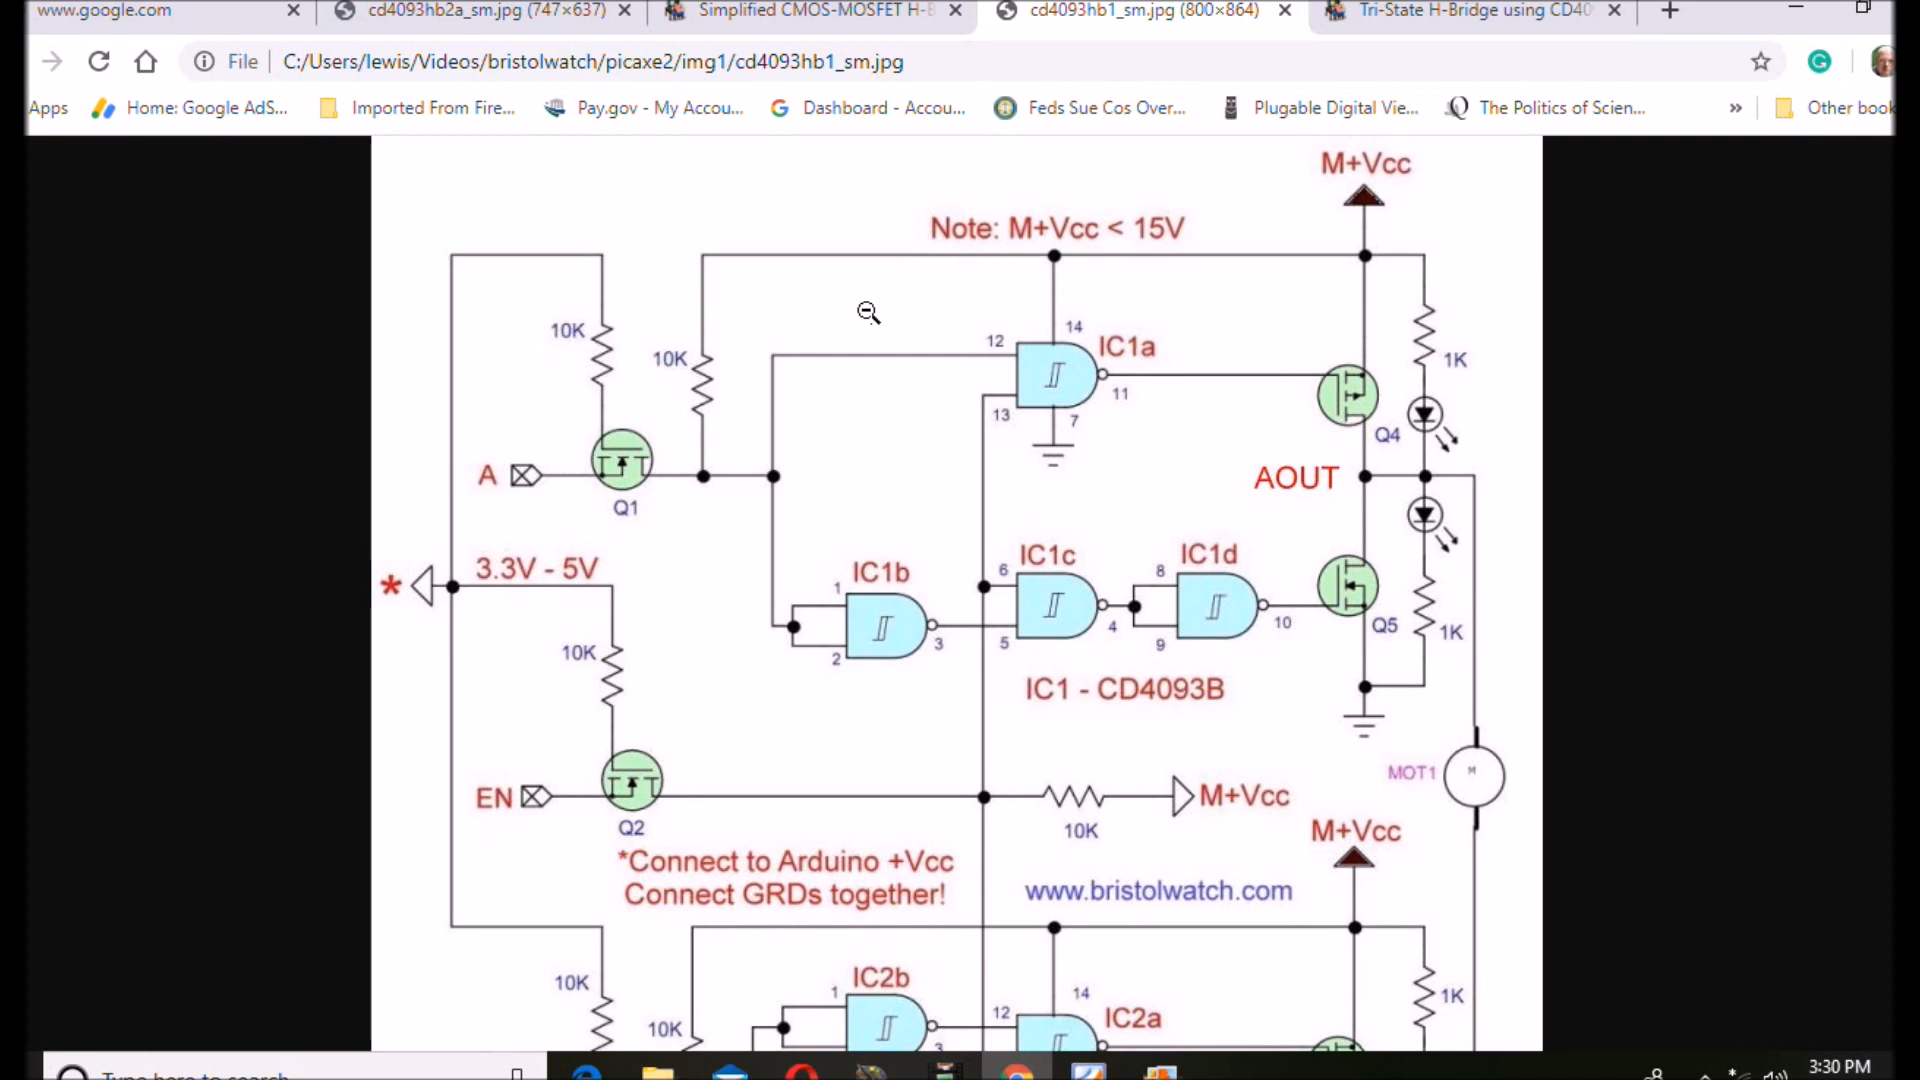 www.google.com
cd4093hb2a_sm.jpg (747×637)
Simplified CMOS-MOSFET H-B
cd4093hb1_sm.jpg (800×864)
Tri-State H-Bridge using CD40
File
C:/Users/lewis/Videos/bristolwatch/picaxe2/img1/cd4093hb1_sm.jpg
Apps
Home: Google AdS...
Imported From Fire...
Pay.gov - My Accou...
Dashboard - Accou...
Feds Sue Cos Over...
Plugable Digital Vie...
The Politics of Scien...
»
Other book
M+Vcc
Note: M+Vcc < 15V
10K
10K
12
14
IC1a
11
13
7
1K
Q4
A
Q1
AOUT
* 3.3V - 5V
IC1b
1
2
3
IC1c
6
5
4
IC1d
8
9
10
Q5
1K
10K
IC1 - CD4093B
EN
Q2
10K
M+Vcc
MOT1
M
M+Vcc
*Connect to Arduino +Vcc
Connect GRDs together!
www.bristolwatch.com
10K
10K
IC2b
1
3
12
14
IC2a
1K
Type here to search
3:30 PM